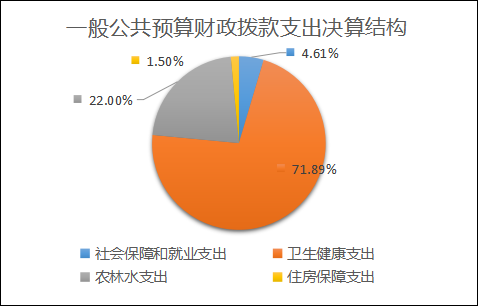 一般公共预算财政拨款支出决算结构
1.50%
4.61%
22.00%
71.89%
社会保障和就业支出
卫生健康支出
农林水支出
住房保障支出